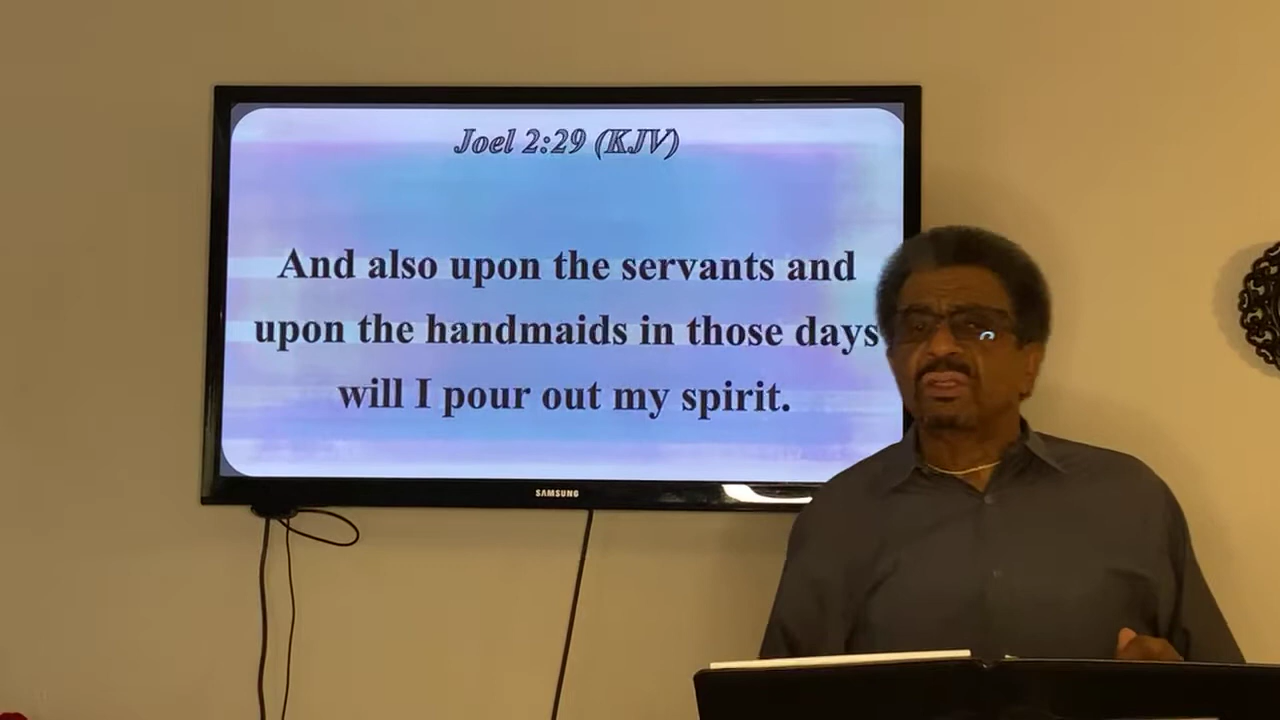 Joel 2:29 (KJV)
And also upon the servants and
upon the handmaids in those days
will I pour out my spirit.
SAMSUNG